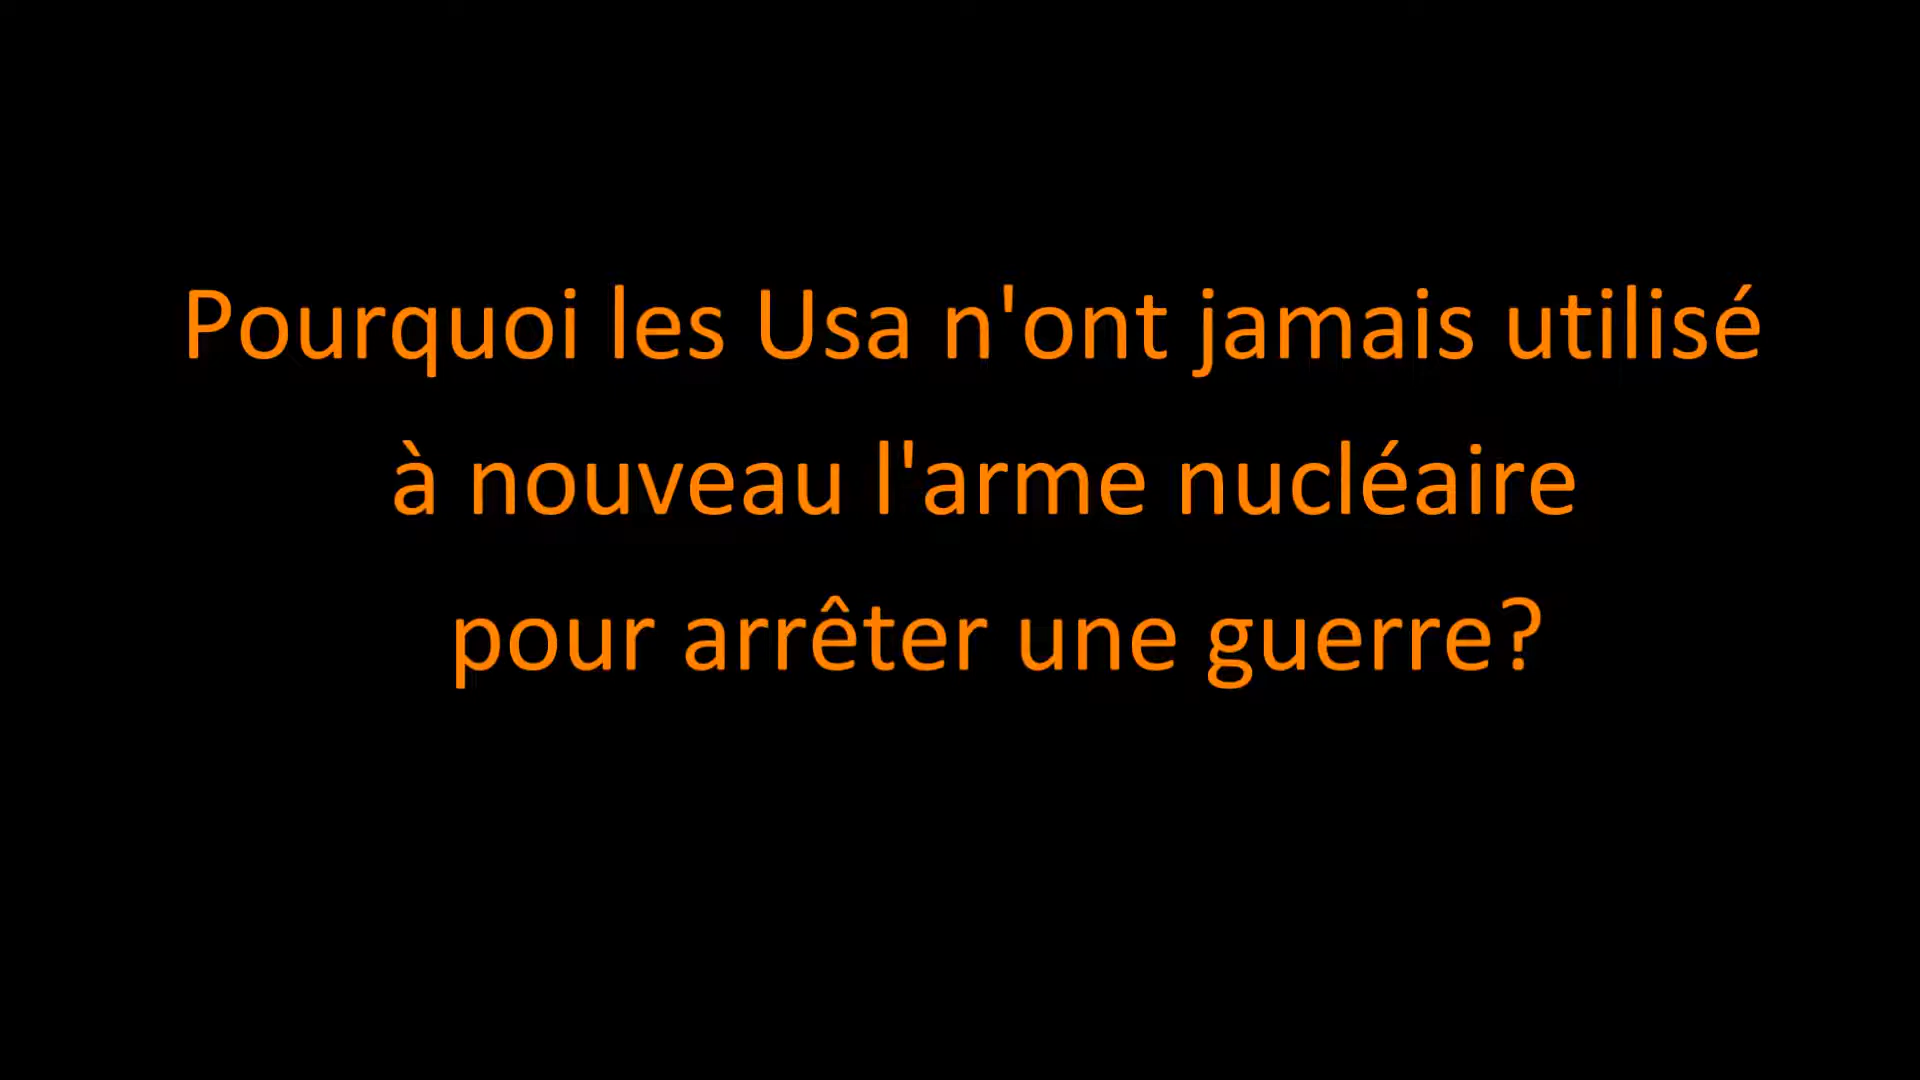 Pourquoi les Usa n'ont jamais utilisé
à nouveau l'arme nucléaire
pour arrêter une guerre?